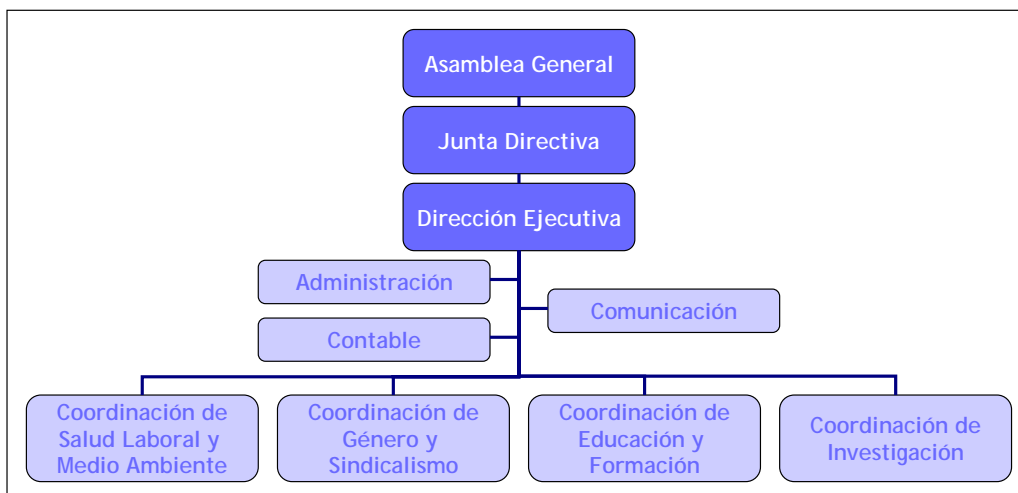 Asamblea General
Junta Directiva
Dirección Ejecutiva
Administración
Comunicación
Contable
Coordinación de
Salud Laboral y
Medio Ambiente
Coordinación de
Género y
Sindicalismo
Coordinación de
Educación y
Formación
Coordinación de
Investigación